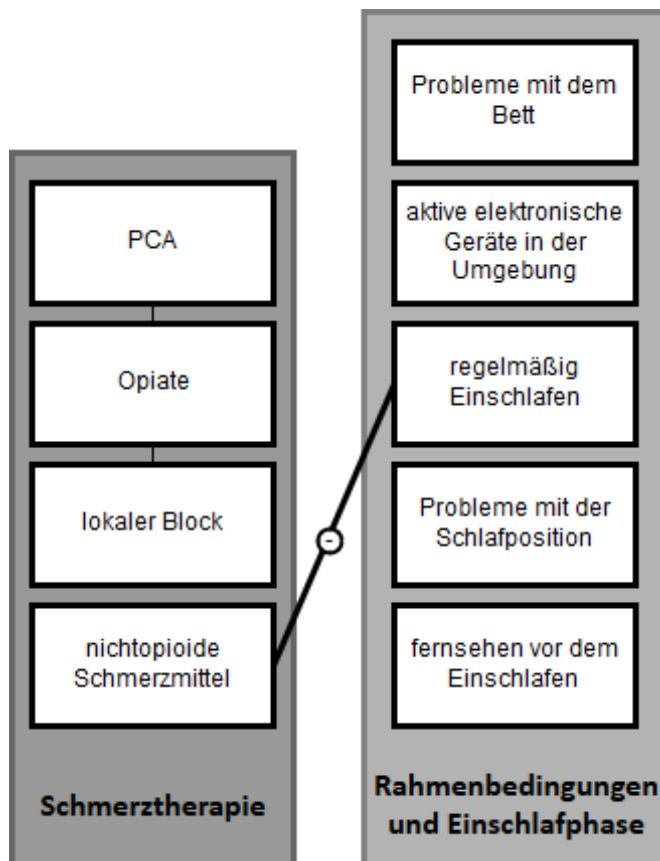 PCA
Opiate
lokaler Block
nichtopioide
Schmerzmittel
Schmerztherapie
-
Probleme mit dem
Bett
aktive elektronische
Geräte in der
Umgebung
regelmäßig
Einschlafen
Probleme mit der
Schlafposition
fernsehen vor dem
Einschlafen
Rahmenbedingungen
und Einschlafphase